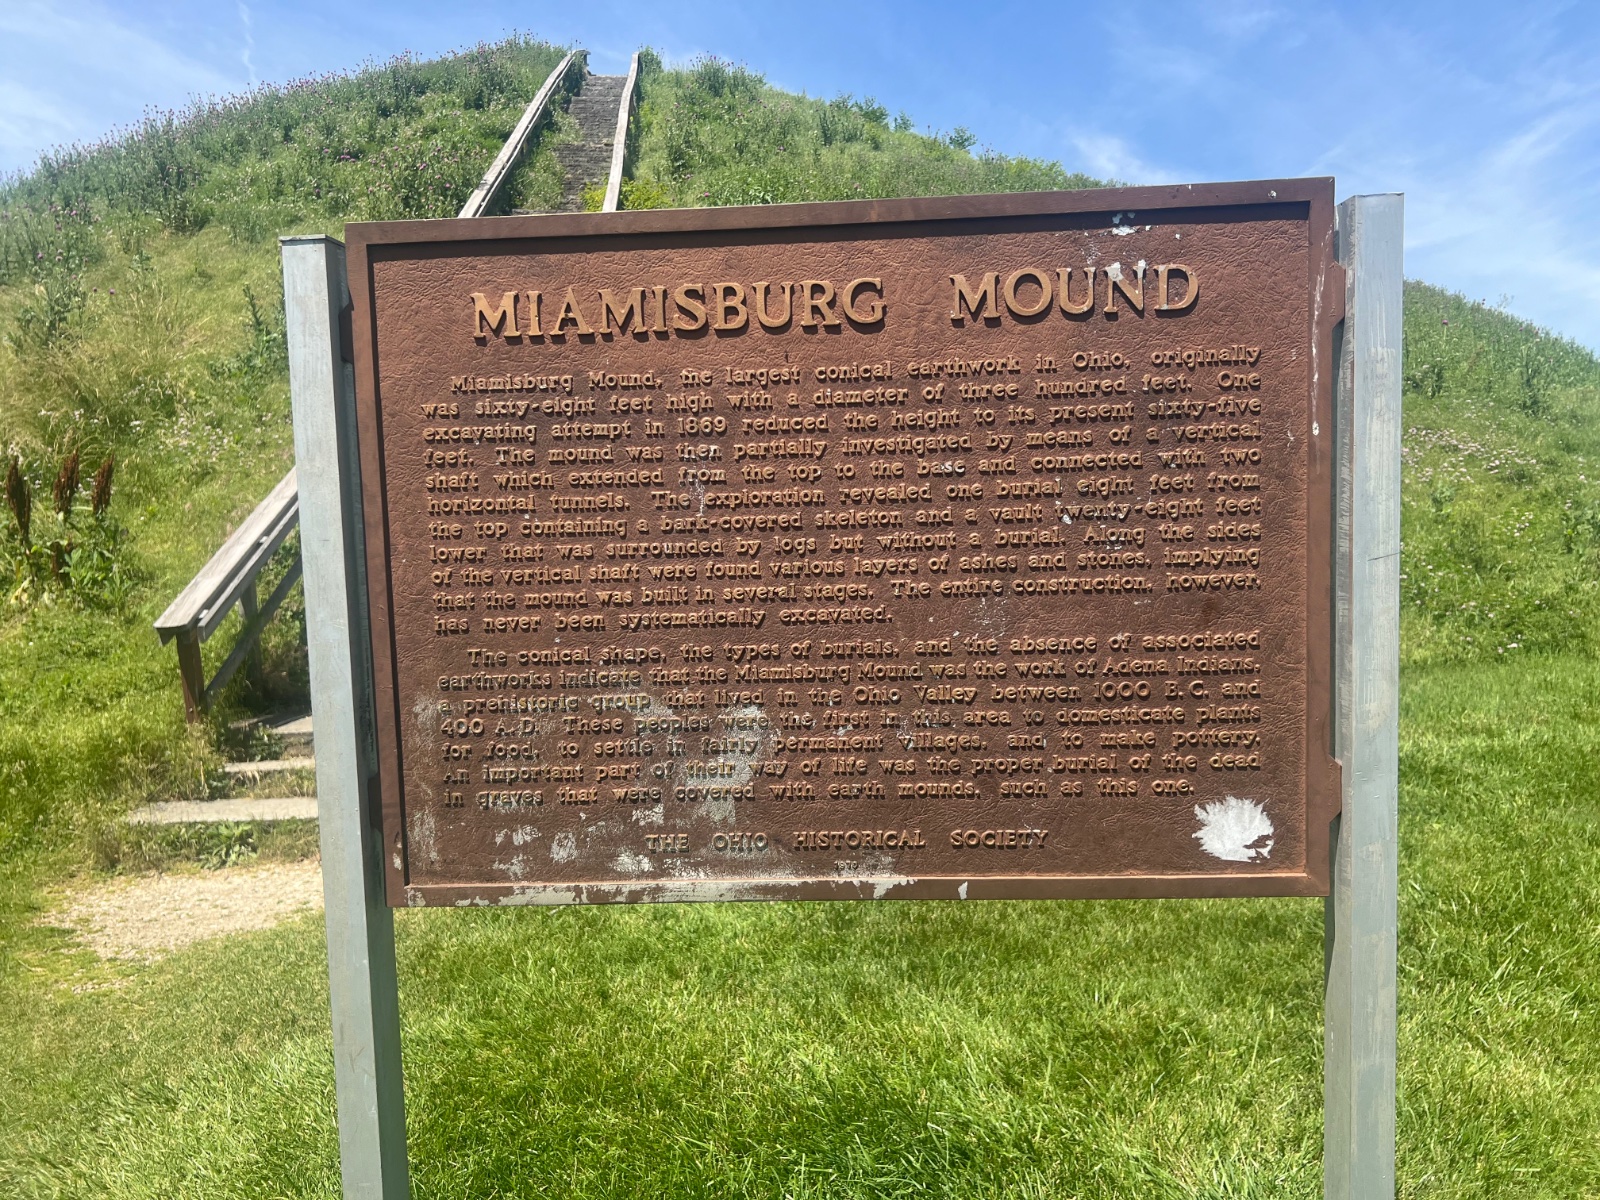 MIAMISBURG MOUND
Miamisburg Mound, the largest conical earthwork in Ohio, originally
was sixty-eight feet high with a diameter of three hundred feet. One
excavating attempt in 1869 reduced the height to its present sixty-five
feet. The mound was then partially investigated by means of a vertical
shaft which extended from the top to the base and connected with two
horizontal tunnels. The exploration revealed one burial eight feet from
the top containing a bark-covered skeleton and a vault twenty-eight feet
lower that was surrounded by logs but without a burial. Along the sides
of the vertical shaft were found various layers of ashes and stones, implying
that the mound was built in several stages. The entire construction, however,
has never been systematically excavated.
The conical shape, the types of burials, and the absence of associated
earthworks indicate that the Miamisburg Mound was the work of Adena Indians,
a prehistoric group that lived in the Ohio Valley between 1000 B.C. and
400 A.D. These peoples were the first in this area to domesticate plants
for food, to settle in fairly permanent villages, and to make pottery.
An important part of their way of life was the proper burial of the dead
in graves that were covered with earth mounds, such as this one.
THE OHIO HISTORICAL SOCIETY